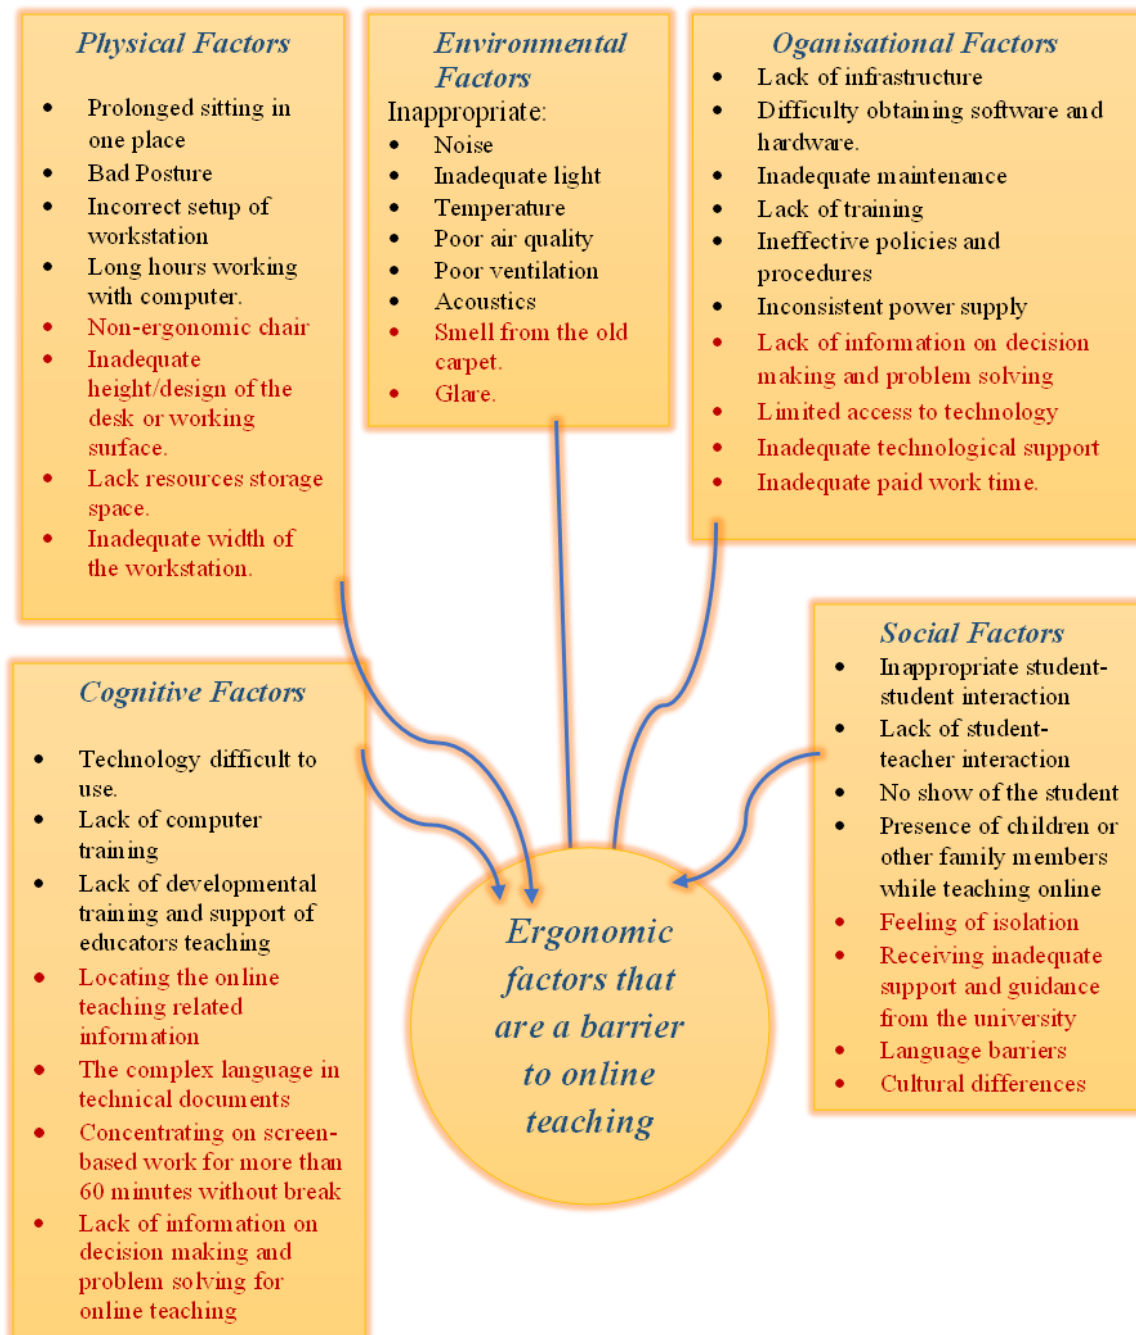 Physical Factors
• Prolonged sitting in
one place
• Bad Posture
• Incorrect setup of
workstation
• Long hours working
with computer.
• Non-ergonomic chair
• Inadequate
height/design of the
desk or working
surface.
• Lack resources storage
space.
• Inadequate width of
the workstation.
Environmental
Factors
Inappropriate:
• Noise
• Inadequate light
• Temperature
• Poor air quality
• Poor ventilation
• Acoustics
• Smell from the old
carpet.
• Glare.
Oganisational Factors
• Lack of infrastructure
• Difficulty obtaining software and
hardware.
• Inadequate maintenance
• Lack of training
• Ineffective policies and
procedures
• Inconsistent power supply
• Lack of information on decision
making and problem solving
• Limited access to technology
• Inadequate technological support
• Inadequate paid work time.
Cognitive Factors
• Technology difficult to
use.
• Lack of computer
training
• Lack of developmental
training and support of
educators teaching
• Locating the online
teaching related
information
• The complex language in
technical documents
• Concentrating on screen-
based work for more than
60 minutes without break
• Lack of information on
decision making and
problem solving for
online teaching
Social Factors
• Inappropriate student-
student interaction
• Lack of student-
teacher interaction
• No show of the student
• Presence of children or
other family members
while teaching online
• Feeling of isolation
• Receiving inadequate
support and guidance
from the university
• Language barriers
• Cultural differences
Ergonomic
factors that
are a barrier
to online
teaching